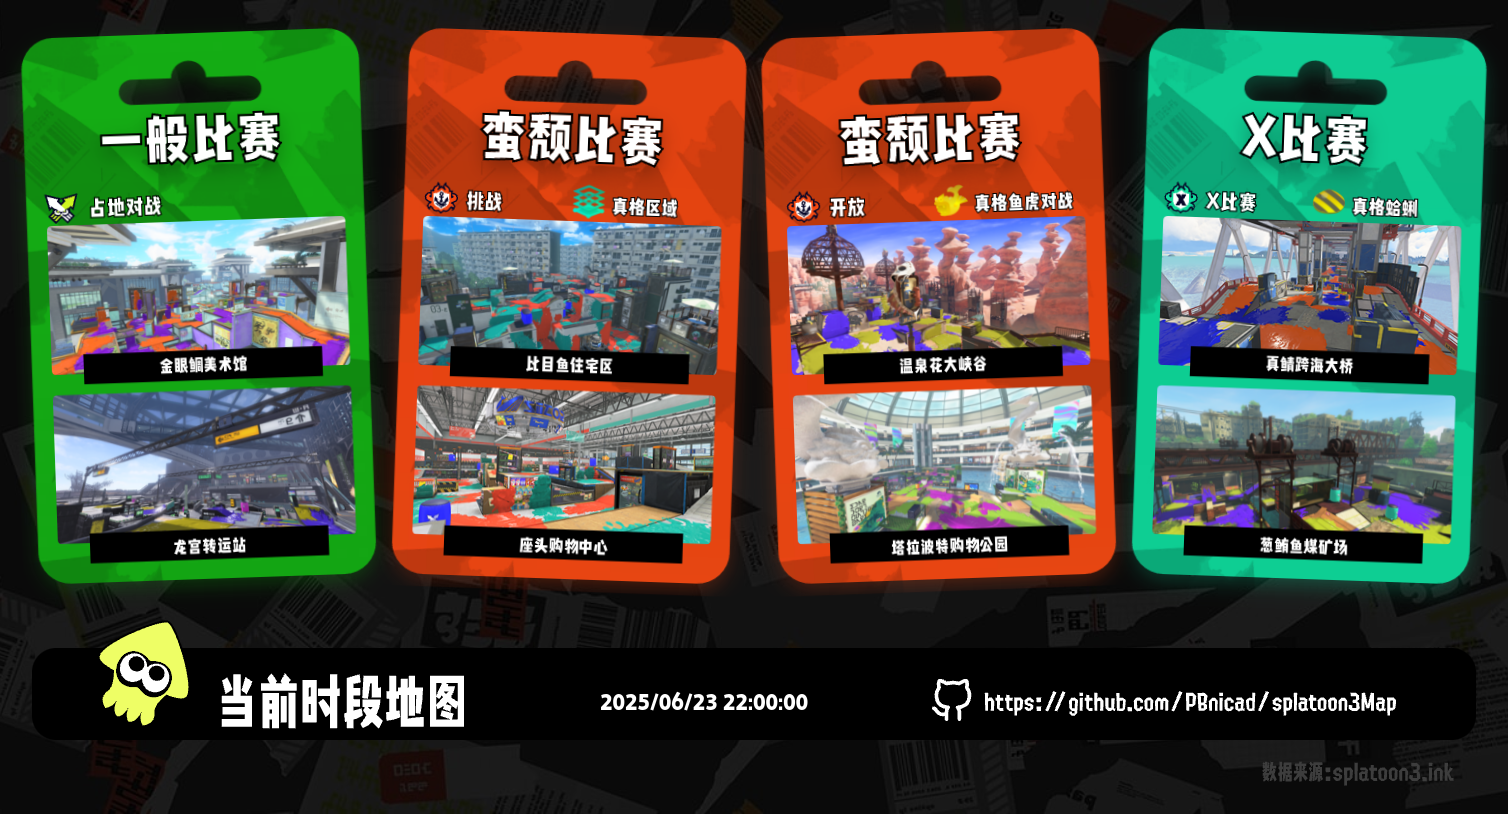 一般比赛
占地对战
金眼鲷美术馆
龙宫转运站
蛮颓比赛
挑战
真格区域
比目鱼住宅区
座头购物中心
蛮颓比赛
开放
真格鱼虎对战
温泉花大峡谷
塔拉波特购物公园
X比赛
X比赛
真格蛤蜊
真鲭跨海大桥
葱鲔鱼煤矿场
当前时段地图
2025/06/23 22:00:00
https://github.com/PBnicad/splatoon3Map
数据来源:splatoon3.ink